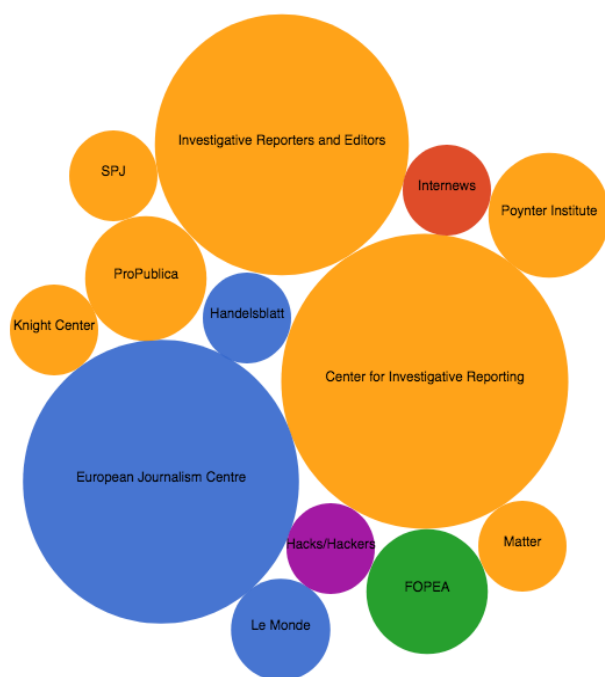 Investigative Reporters and Editors
SPJ
Internews
Poynter Institute
ProPublica
Handelsblatt
Knight Center
Center for Investigative Reporting
European Journalism Centre
Hacks/Hackers
Matter
FOPEA
Le Monde